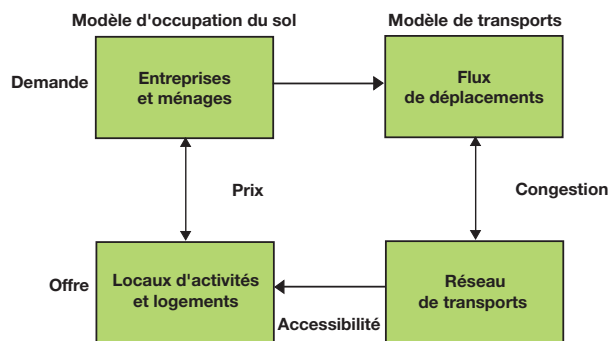 Modèle d'occupation du sol
Modèle de transports
Demande
Entreprises
et ménages
Flux
de déplacements
Prix
Congestion
Offre
Locaux d'activités
et logements
Réseau
de transports
Accessibilité